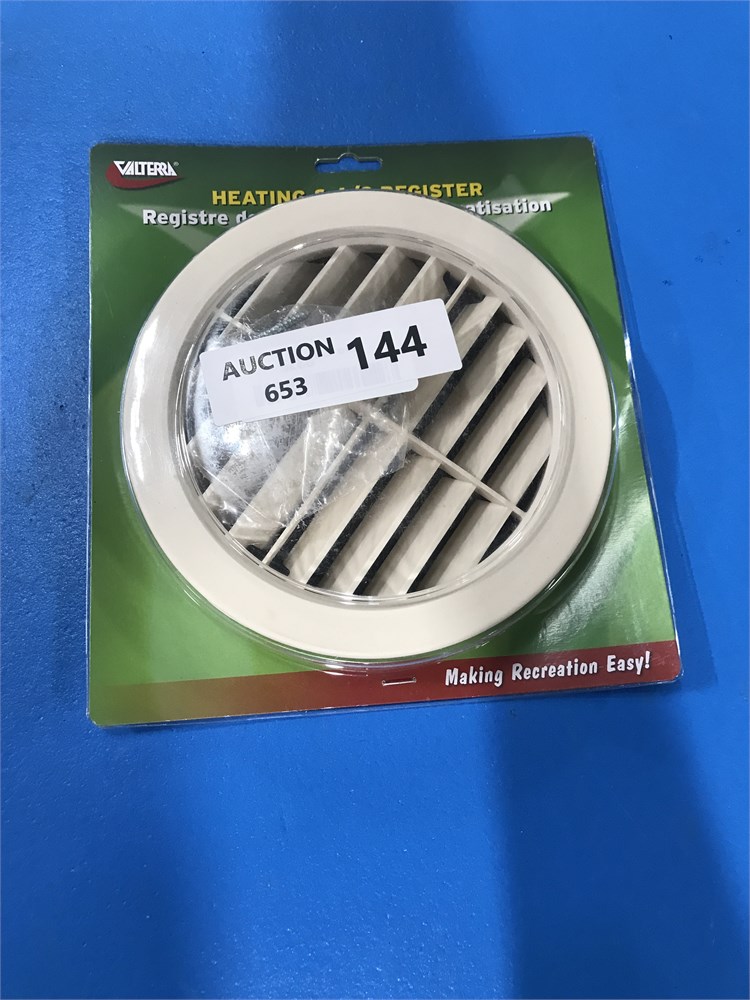 VALTERRA®
HEATING & A/C REGISTER
Registre de atisation
AUCTION 144
653
Making Recreation Easy!